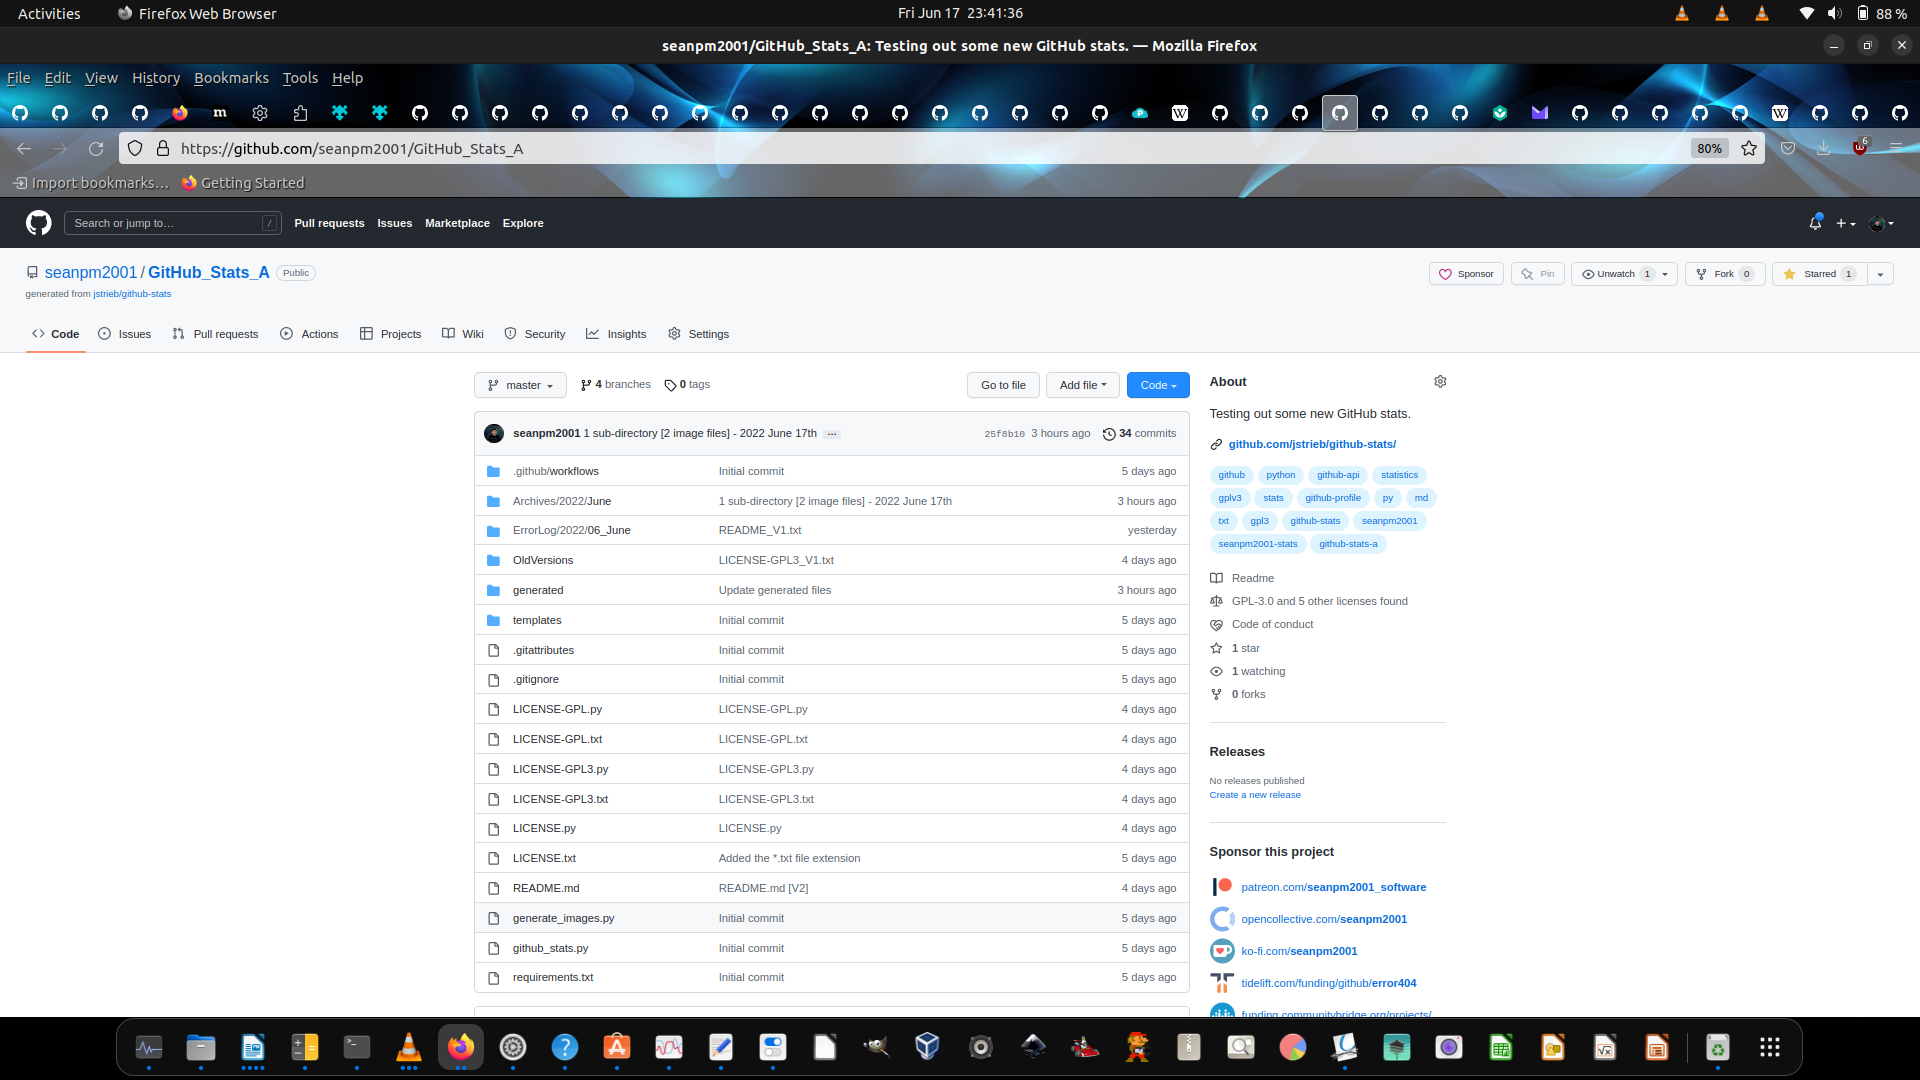 Activities Firefox Web Browser Fri Jun 17 23:41:36 88 %
seanpm2001/GitHub_Stats_A: Testing out some new GitHub stats. — Mozilla Firefox
File Edit View History Bookmarks Tools Help
https://github.com/seanpm2001/GitHub_Stats_A 80% 6
Import bookmarks... Getting Started
Search or jump to... / Pull requests Issues Marketplace Explore
seanpm2001 / GitHub_Stats_A Public Sponsor Pin Unwatch 1 Fork 0 Starred 1
generated from jstrieb/github-stats
Code Issues Pull requests Actions Projects Wiki Security Insights Settings
master 4 branches 0 tags Go to file Add file Code
seanpm2001 1 sub-directory [2 image files] - 2022 June 17th ... 25f8b10 3 hours ago 34 commits
.github/workflows Initial commit 5 days ago
Archives/2022/June 1 sub-directory [2 image files] - 2022 June 17th 3 hours ago
ErrorLog/2022/06_June README_V1.txt yesterday
OldVersions LICENSE-GPL3_V1.txt 4 days ago
generated Update generated files 3 hours ago
templates Initial commit 5 days ago
.gitattributes Initial commit 5 days ago
.gitignore Initial commit 5 days ago
LICENSE-GPL.py LICENSE-GPL.py 4 days ago
LICENSE-GPL.txt LICENSE-GPL.txt 4 days ago
LICENSE-GPL3.py LICENSE-GPL3.py 4 days ago
LICENSE-GPL3.txt LICENSE-GPL3.txt 4 days ago
LICENSE.py LICENSE.py 4 days ago
LICENSE.txt Added the *.txt file extension 5 days ago
README.md README.md [V2] 4 days ago
generate_images.py Initial commit 5 days ago
github_stats.py Initial commit 5 days ago
requirements.txt Initial commit 5 days ago
About
Testing out some new GitHub stats.
github.com/jstrieb/github-stats/
github python github-api statistics
gplv3 stats github-profile py md
txt gpl3 github-stats seanpm2001
seanpm2001-stats github-stats-a
Readme
GPL-3.0 and 5 other licenses found
Code of conduct
1 star
1 watching
0 forks
Releases
No releases published
Create a new release
Sponsor this project
patreon.com/seanpm2001_software
opencollective.com/seanpm2001
ko-fi.com/seanpm2001
tidelift.com/funding/github/error404
funding.communitybridge.org/projects/